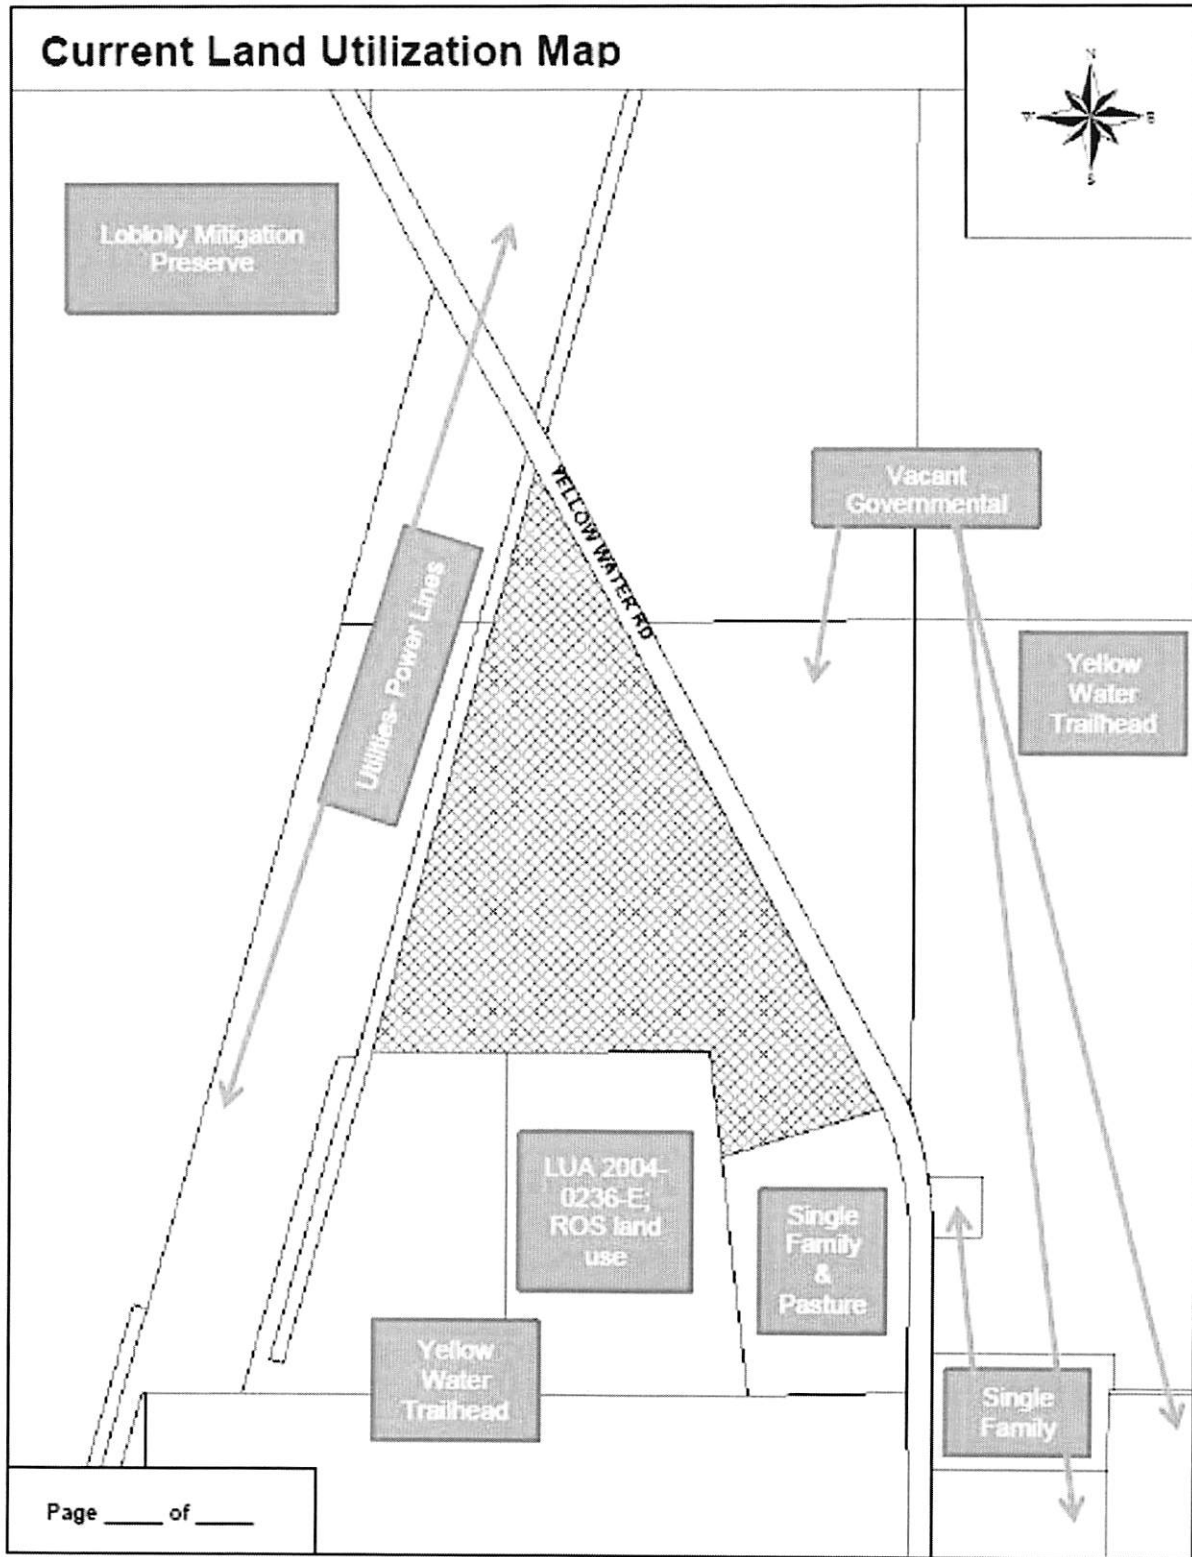 Current Land Utilization Map
N
W
E
S
Loblolly Mitigation
Preserve
YELLOW WATER RD
Vacant
Governmental
Utilities- Power Lines
Yellow
Water
Trailhead
LUA 2004-
0236-E;
ROS land
use
Single
Family
&
Pasture
Yellow
Water
Trailhead
Single
Family
Page _____ of _____